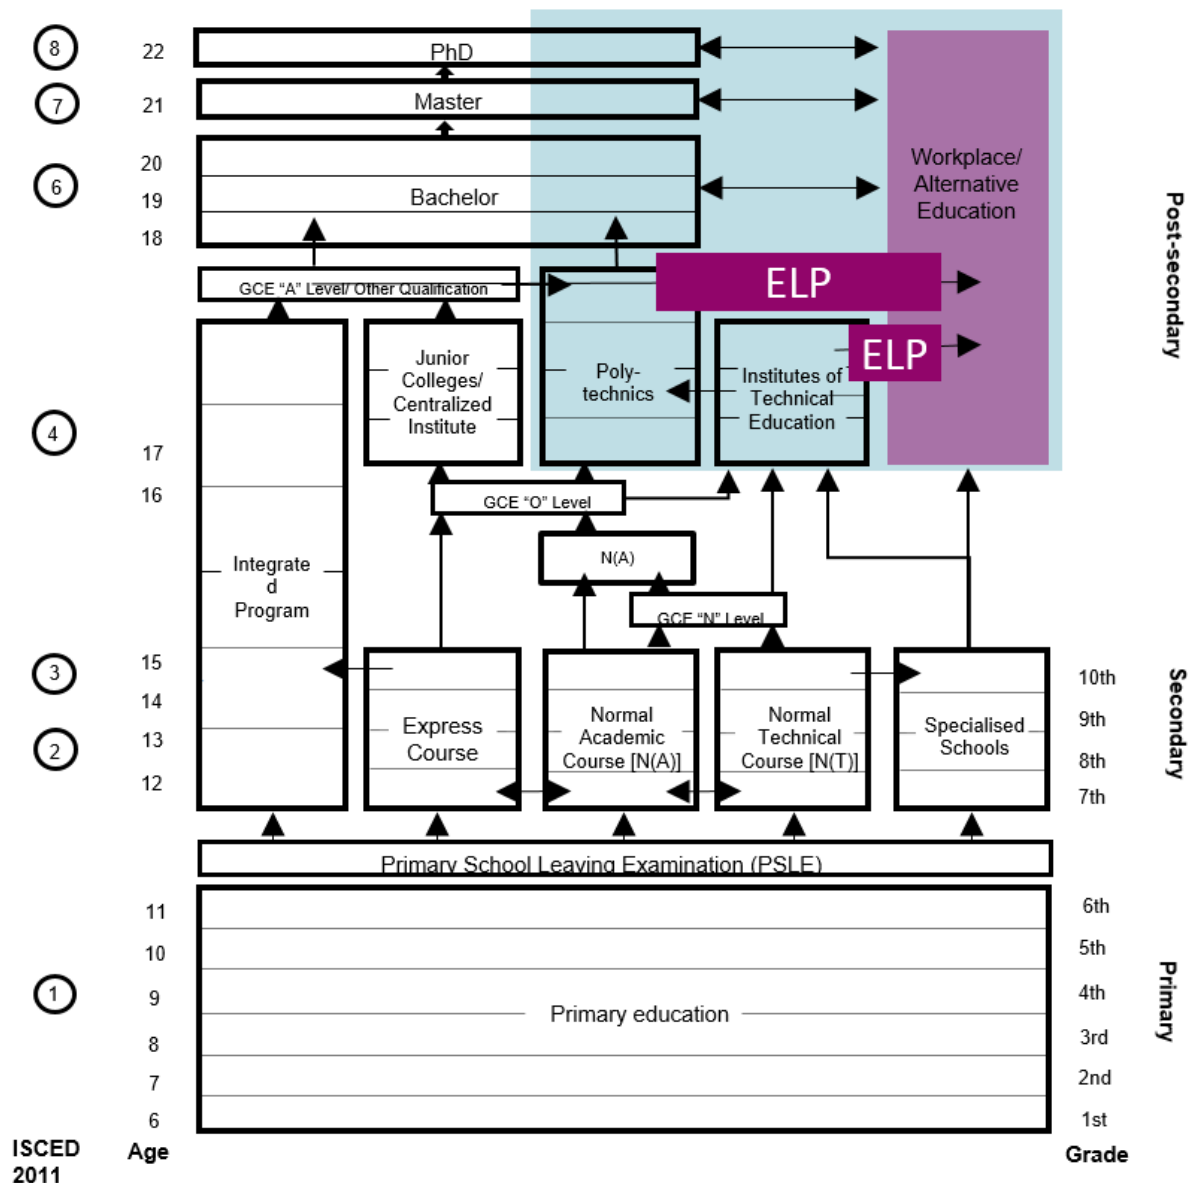 8
22
PhD
7
21
Master
20
6
19
Bachelor
18
Workplace/
Alternative
Education
Post-secondary
GCE "A" Level/ Other Qualification
ELP
ELP
Junior
Colleges/
Centralized
Institute
Poly-
technics
Institutes of
Technical
Education
4
17
16
GCE "O" Level
N(A)
Integrate
d
Program
GCE "N" Level
3
15
14
2
13
12
Express
Course
Normal
Academic
Course [N(A)]
Normal
Technical
Course [N(T)]
Specialised
Schools
10th
9th
8th
7th
Secondary
Primary School Leaving Examination (PSLE)
11
10
1
9
8
7
6
Primary education
6th
5th
4th
3rd
2nd
1st
Primary
ISCED
2011
Age
Grade